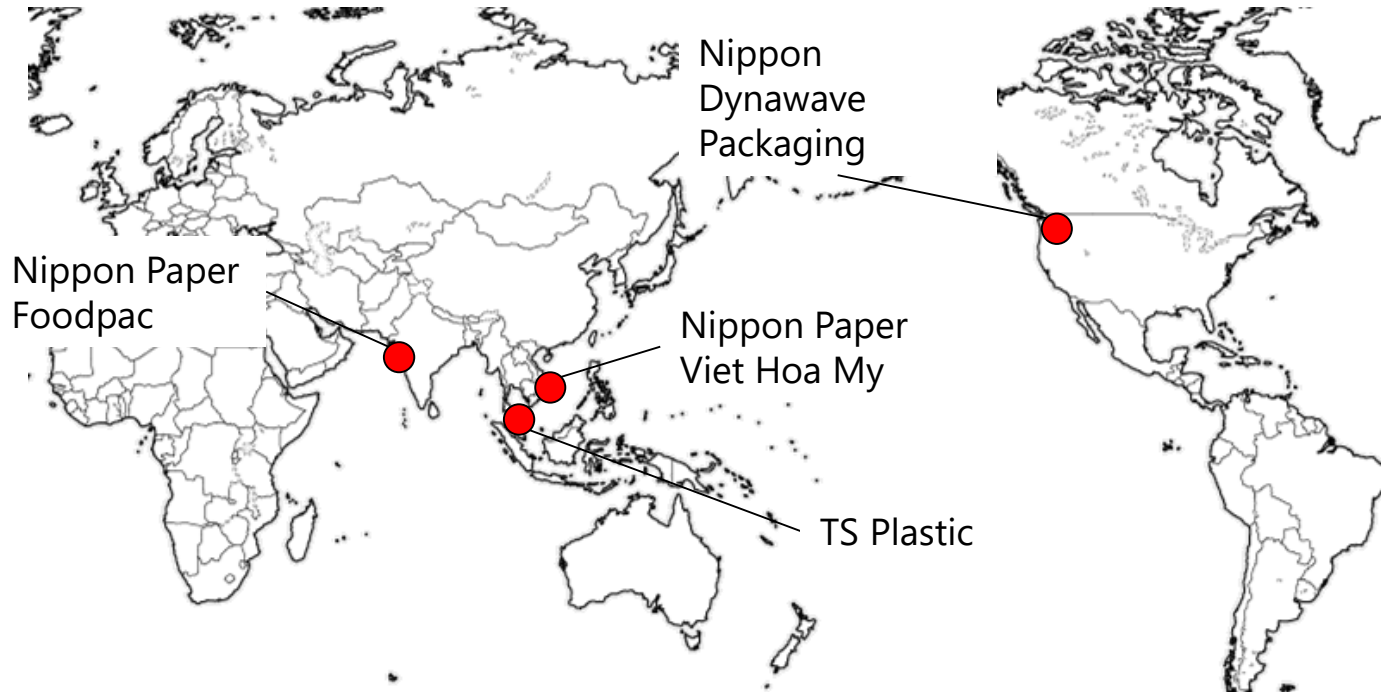 Nippon
Dynawave
Packaging
Nippon Paper
Foodpac
Nippon Paper
Viet Hoa My
TS Plastic